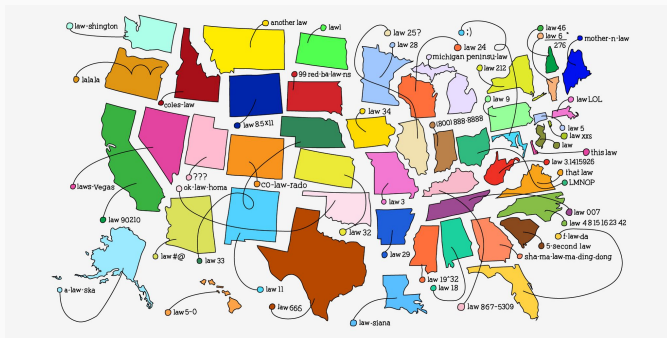 law-shington
another law
law!
law 25?
;)
law 46
law 6
276
mother-n-law
law 28
law 24
michigan peninsu-law
law 212
lalala
coles-law
99 red-ba-law-ns
law 9
law LOL
law 8.5x11
law 34
(800) 888-8888
law 5
law xxs
law
this law
???
ok-law-homa
co-law-rado
law 3.1415926
that law
LMNOP
laws-Vegas
law 3
law 007
law 90210
law 32
law 4 8 15 16 23 42
f-law-da
law #@
law 33
law 29
5-second law
sha-ma-law-ma-ding-dong
a-law-ska
law 11
law 19^32
law 18
law 5-0
law 666
law 867-5309
law-siana